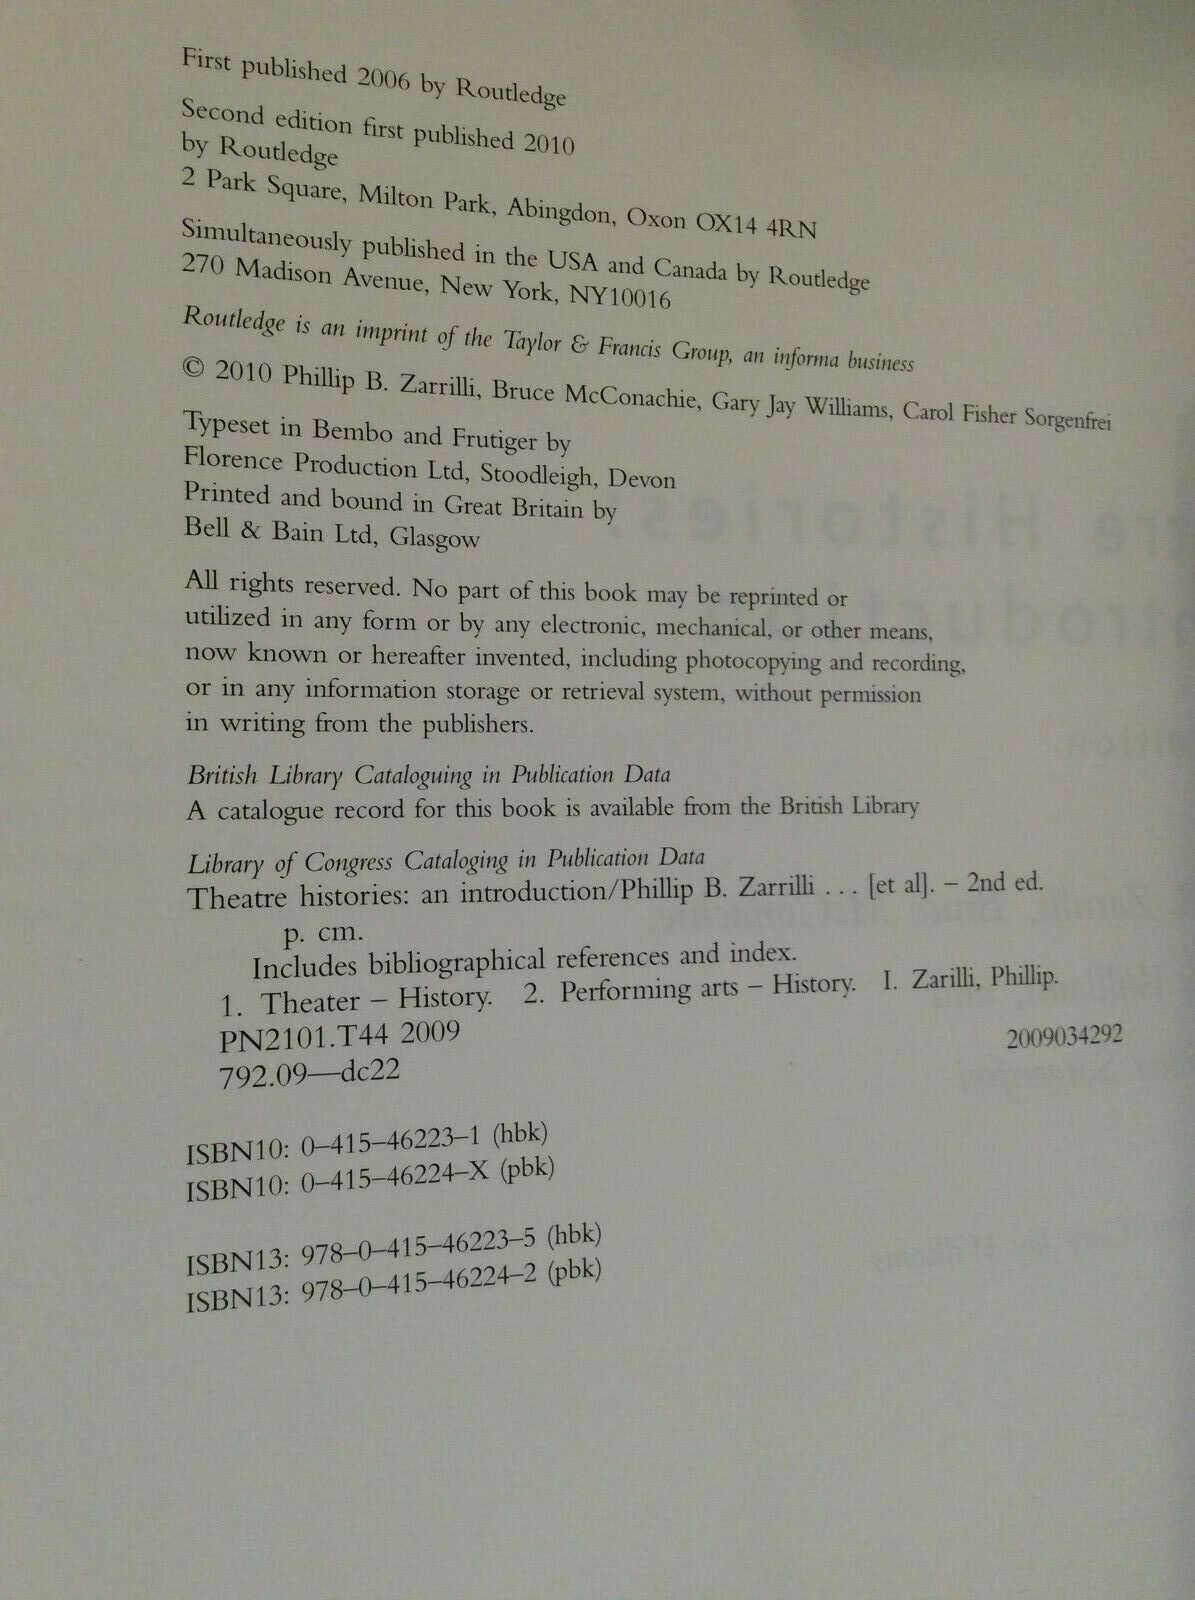 First published 2006 by Routledge
Second edition first published 2010
by Routledge
2 Park Square, Milton Park, Abingdon, Oxon OX14 4RN
Simultaneously published in the USA and Canada by Routledge
270 Madison Avenue, New York, NY10016
Routledge is an imprint of the Taylor & Francis Group, an informa business
© 2010 Phillip B. Zarrilli, Bruce McConachie, Gary Jay Williams, Carol Fisher Sorgenfrei
Typeset in Bembo and Frutiger by
Florence Production Ltd, Stoodleigh, Devon
Printed and bound in Great Britain by
Bell & Bain Ltd, Glasgow
All rights reserved. No part of this book may be reprinted or
utilized in any form or by any electronic, mechanical, or other means,
now known or hereafter invented, including photocopying and recording,
or in any information storage or retrieval system, without permission
in writing from the publishers.
British Library Cataloguing in Publication Data
A catalogue record for this book is available from the British Library
Library of Congress Cataloging in Publication Data
Theatre histories: an introduction/Phillip B. Zarrilli . . . [et al]. – 2nd ed.
p. cm.
Includes bibliographical references and index.
1. Theater – History. 2. Performing arts – History. I. Zarilli, Phillip.
PN2101.T44 2009
2009034292
792.09—dc22
ISBN10: 0–415–46223–1 (hbk)
ISBN10: 0–415–46224–X (pbk)
ISBN13: 978–0–415–46223–5 (hbk)
ISBN13: 978–0–415–46224–2 (pbk)